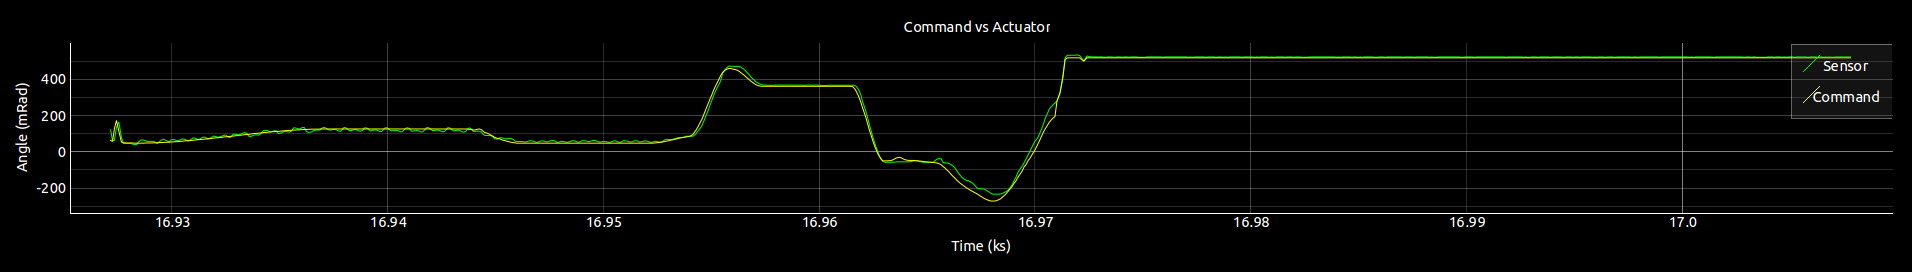 Command vs Actuator
Angle (mRad)
400
200
0
-200
Sensor
Command
16.93 16.94 16.95 16.96 16.97 16.98 16.99 17.0
Time (ks)